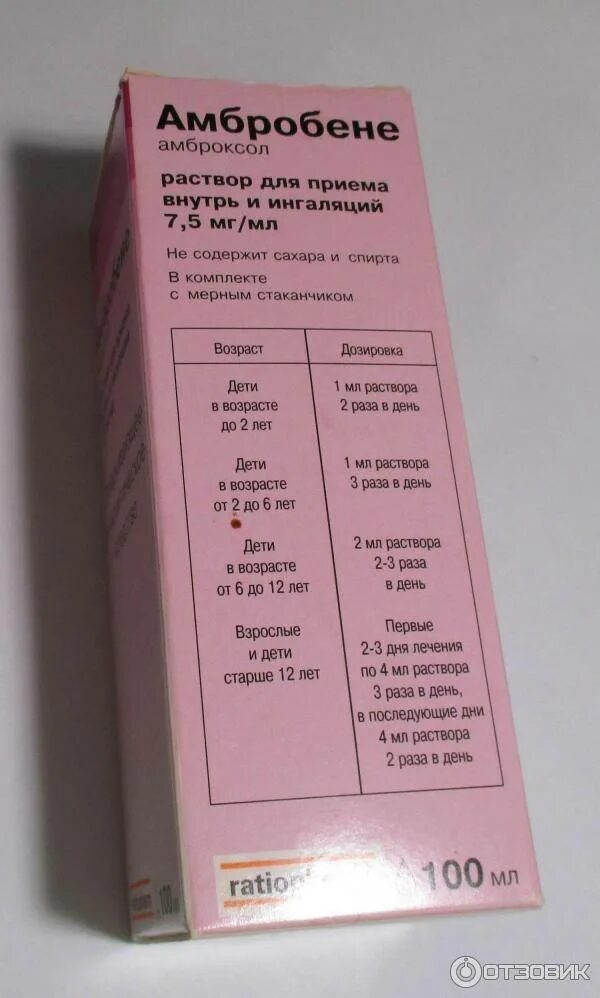 Амбробене
амброксол
раствор для приема
внутрь и ингаляций
7,5 мг/мл
Не содержит сахара и спирта
В комплекте
с мерным стаканчиком
Возраст
Дозировка
Дети
в возрасте
до 2 лет
1 мл раствора
2 раза в день
Дети
в возрасте
от 2 до 6 лет
1 мл раствора
3 раза в день
Дети
в возрасте
от 6 до 12 лет
2 мл раствора
2-3 раза
в день
Взрослые
и дети
старше 12 лет
Первые
2-3 дня лечения
по 4 мл раствора
3 раза в день,
в последующие дни
4 мл раствора
2 раза в день
100 мл
100
ОТЗОВИК